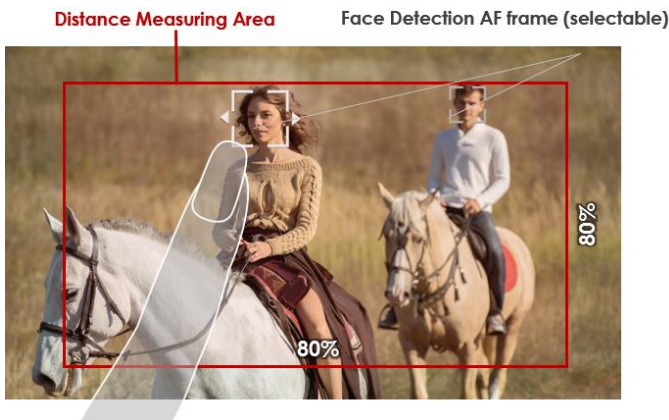 Distance Measuring Area
Face Detection AF frame (selectable)
80%
80%